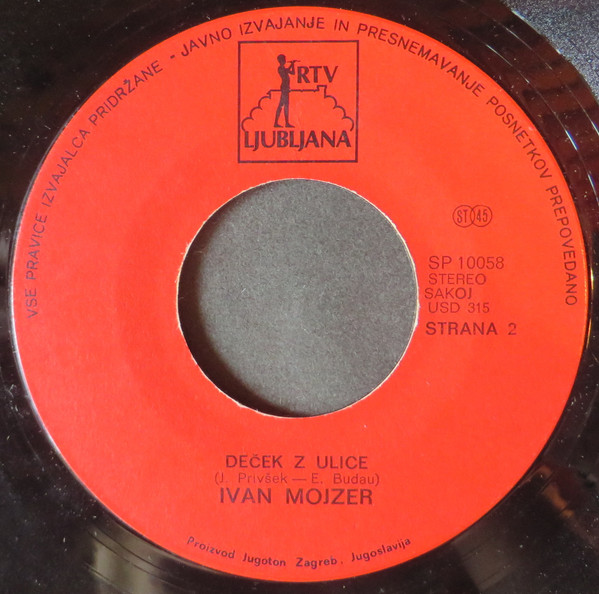 VSE PRAVICE IZVAJALCA PRIDRŽANE - JAVNO IZVAJANJE IN PRESNEMAVANJE POSNETKOV PREPOVEDANO
RTV
LJUBLJANA
ST 45
SP 10058
STEREO
SAKOJ
USD 315
STRANA 2
DEČEK Z ULICE
(J. Privšek — E. Budau)
IVAN MOJZER
Proizvod Jugoton Zagreb, Jugoslavija